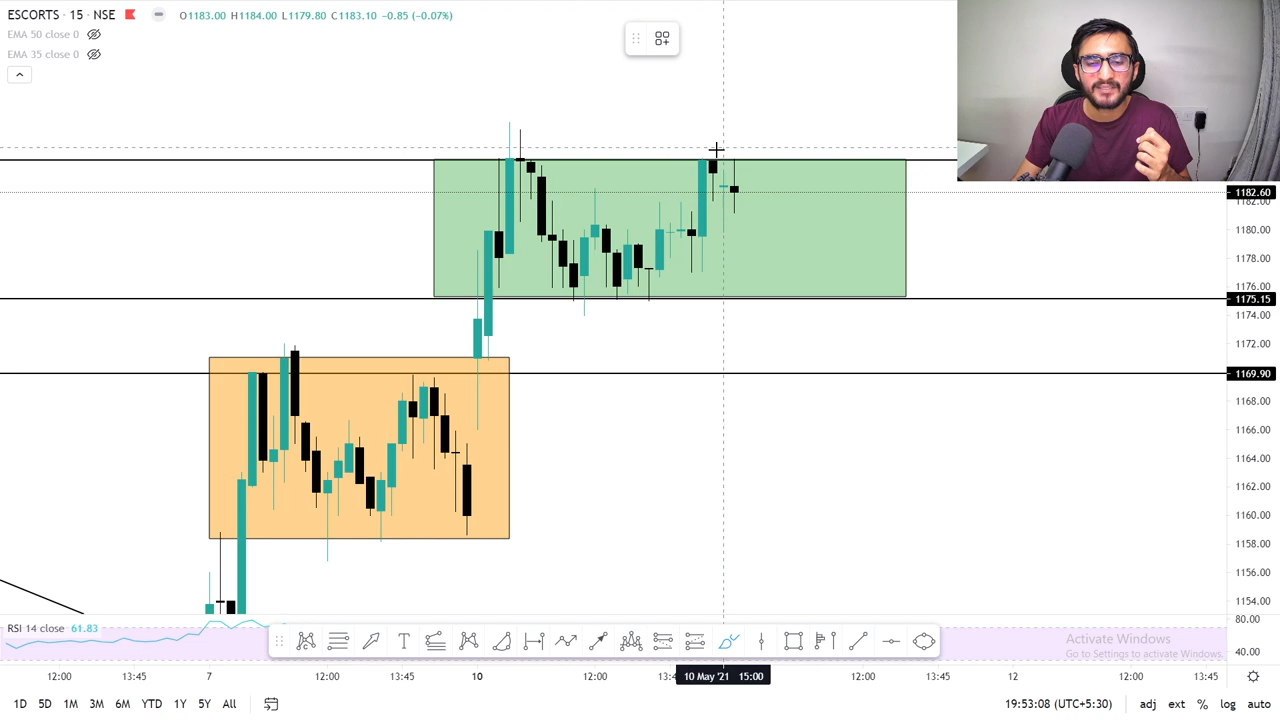 ESCORTS · 15 · NSE O1183.00 H1184.00 L1179.80 C1183.10 −0.85 (−0.07%)
EMA 50 close 0
EMA 35 close 0
1182.60
1182.00
1180.00
1178.00
1176.00
1175.15
1174.00
1172.00
1169.90
1168.00
1166.00
1164.00
1162.00
1160.00
1158.00
1156.00
1154.00
RSI 14 close 61.83
80.00
40.00
Activate Windows
Go to Settings to activate Windows.
12:00 13:45 7 12:00 13:45 10 12:00 10 May '21 15:00 12:00 13:45 12 12:00 13:45
1D 5D 1M 3M 6M YTD 1Y 5Y All 19:53:08 (UTC+5:30) adj ext % log auto